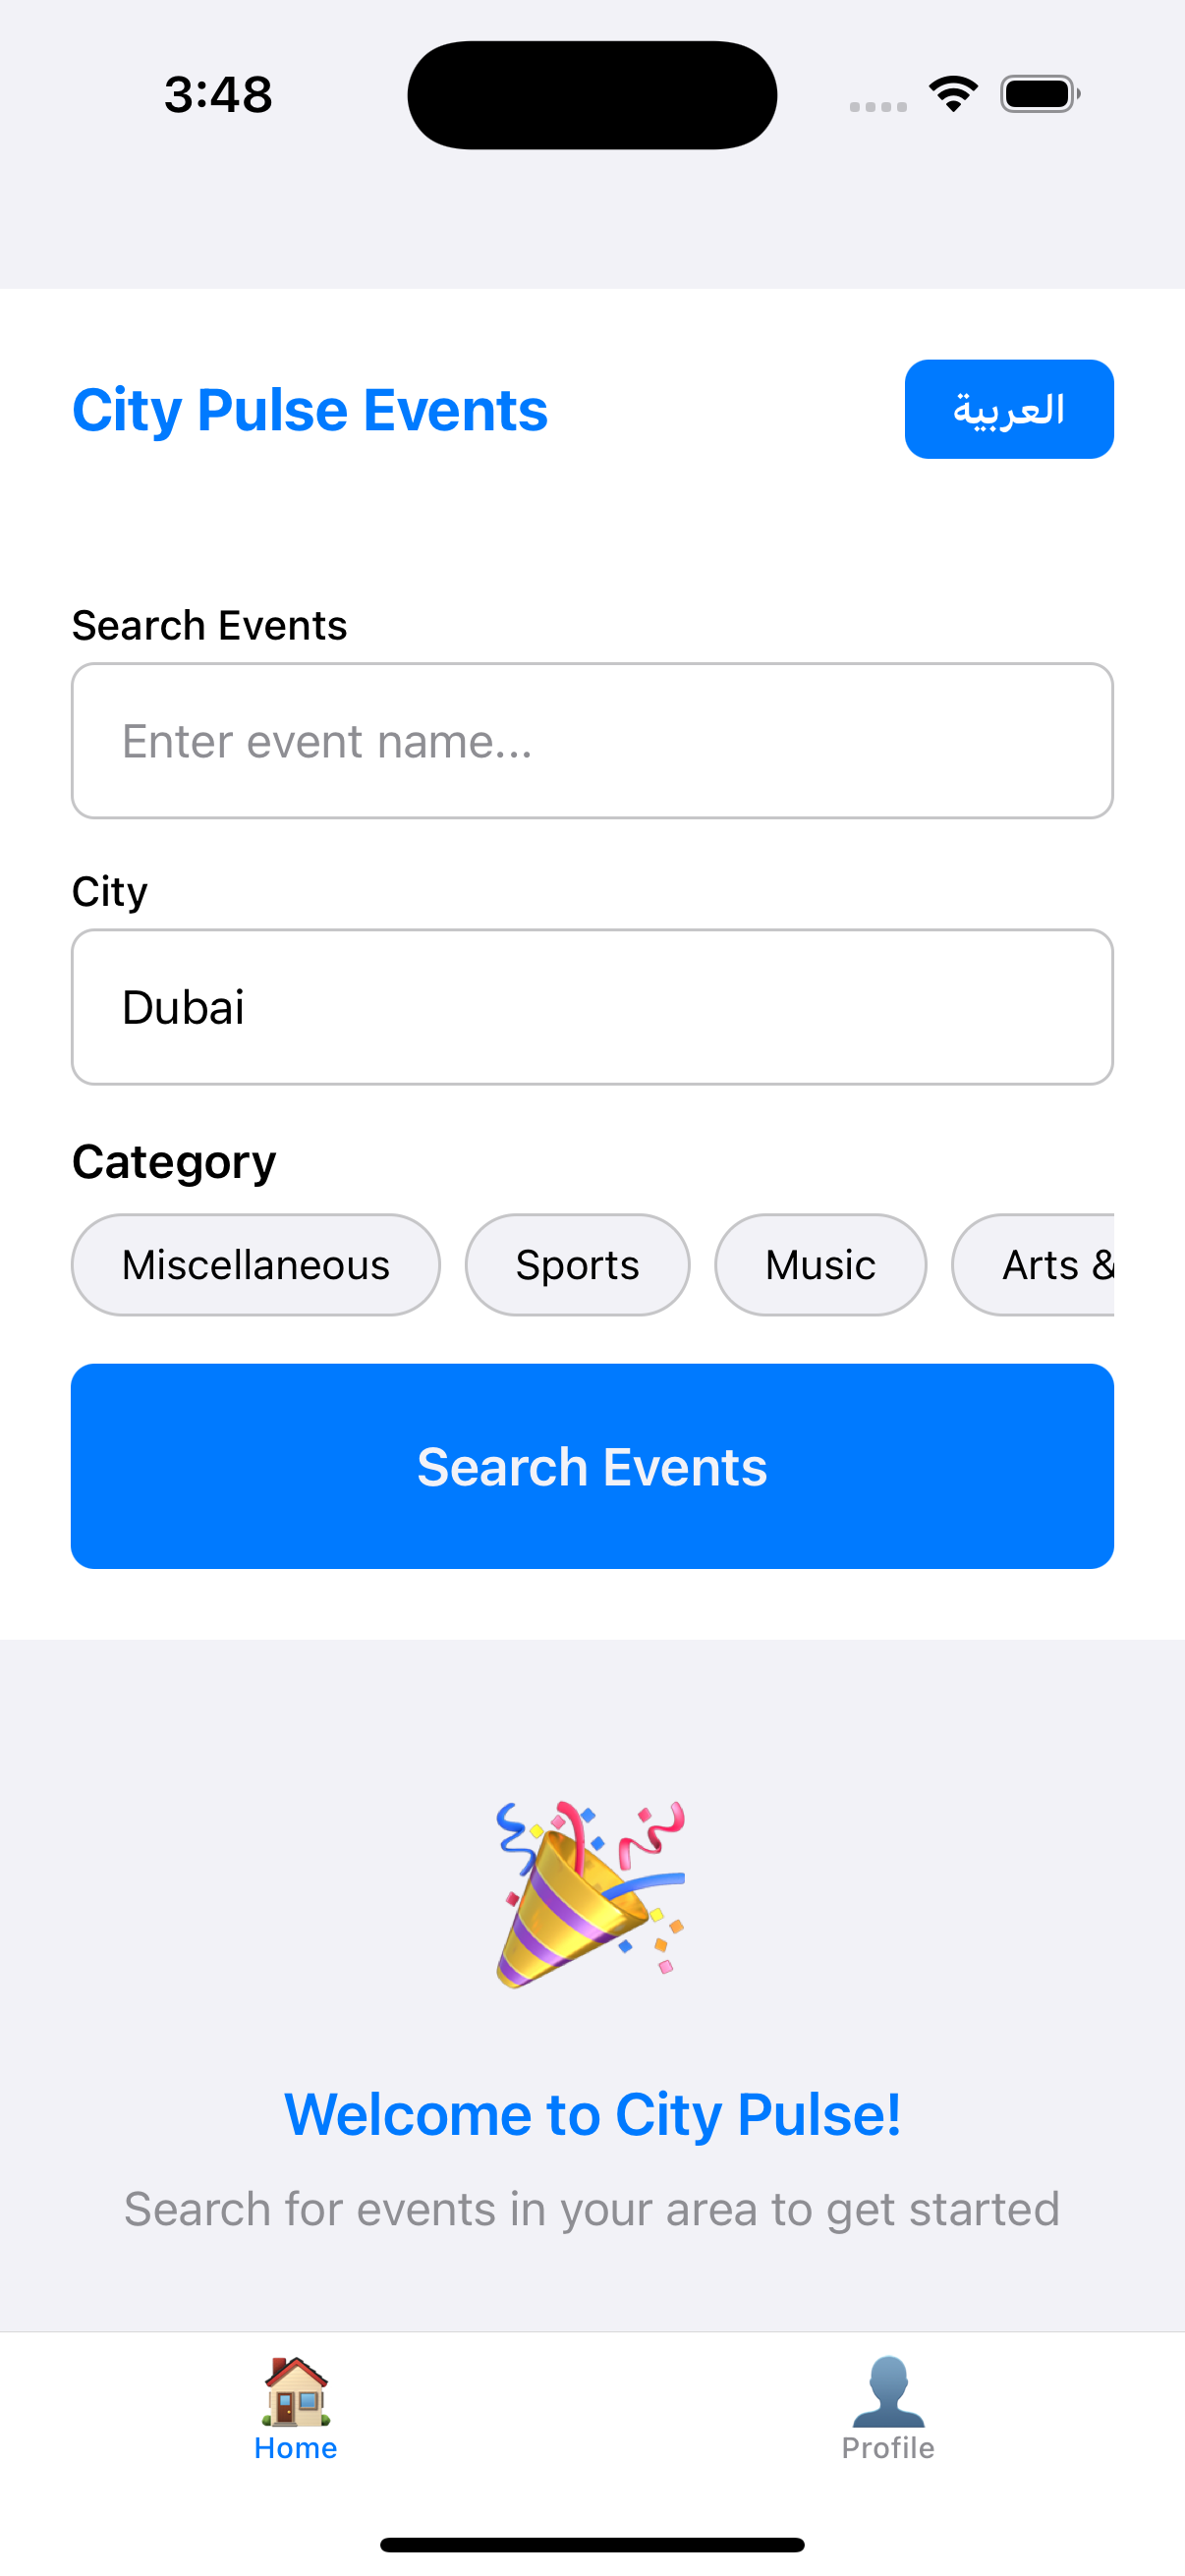 3:48
City Pulse Events
العربية
Search Events
Enter event name...
City
Dubai
Category
Miscellaneous
Sports
Music
Arts &
Search Events
Welcome to City Pulse!
Search for events in your area to get started
Home
Profile